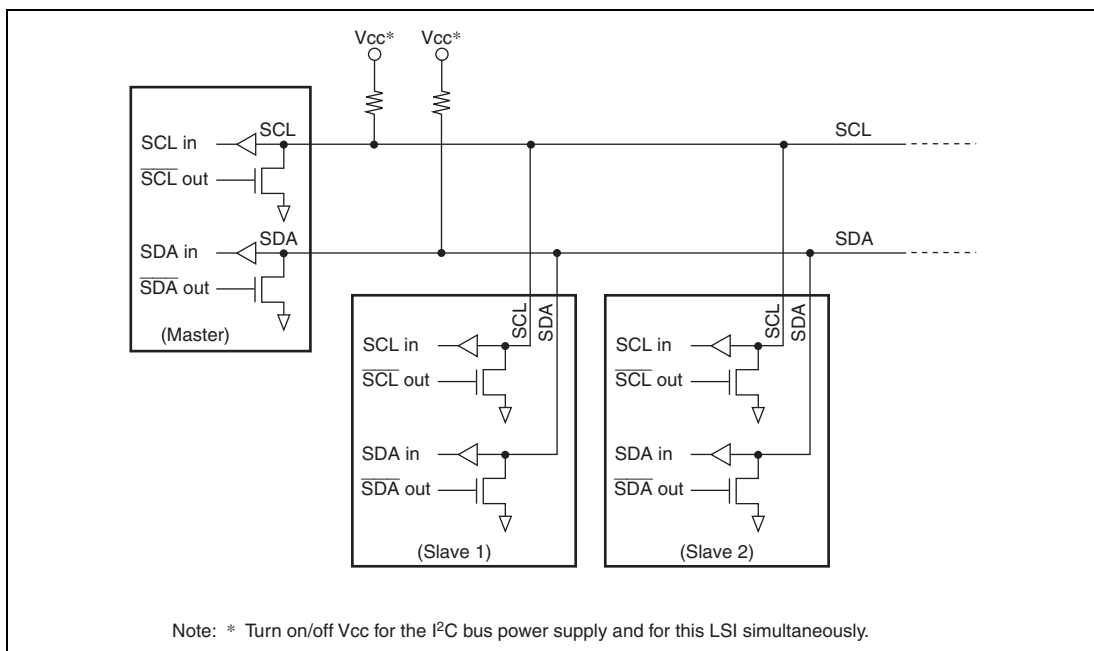 Vcc* Vcc*
SCL in SCL SCL
SCL out
SDA in SDA SDA
SDA out
(Master)
SCL SDA SCL SDA
SCL in SCL in
SCL out SCL out
SDA in SDA in
SDA out SDA out
(Slave 1) (Slave 2)
Note: * Turn on/off Vcc for the I²C bus power supply and for this LSI simultaneously.